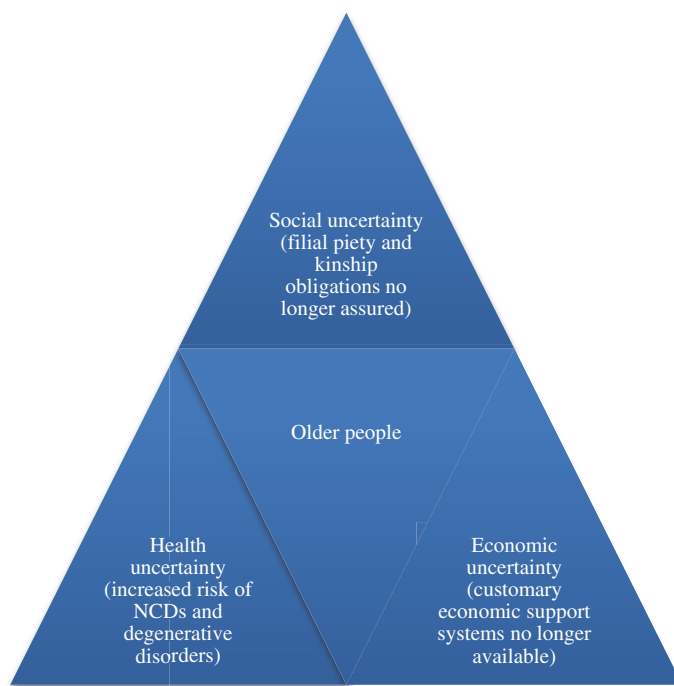 Social uncertainty
(filial piety and
kinship
obligations no
longer assured)
Older people
Health
uncertainty
(increased risk of
NCDs and
degenerative
disorders)
Economic
uncertainty
(customary
economic support
systems no longer
available)